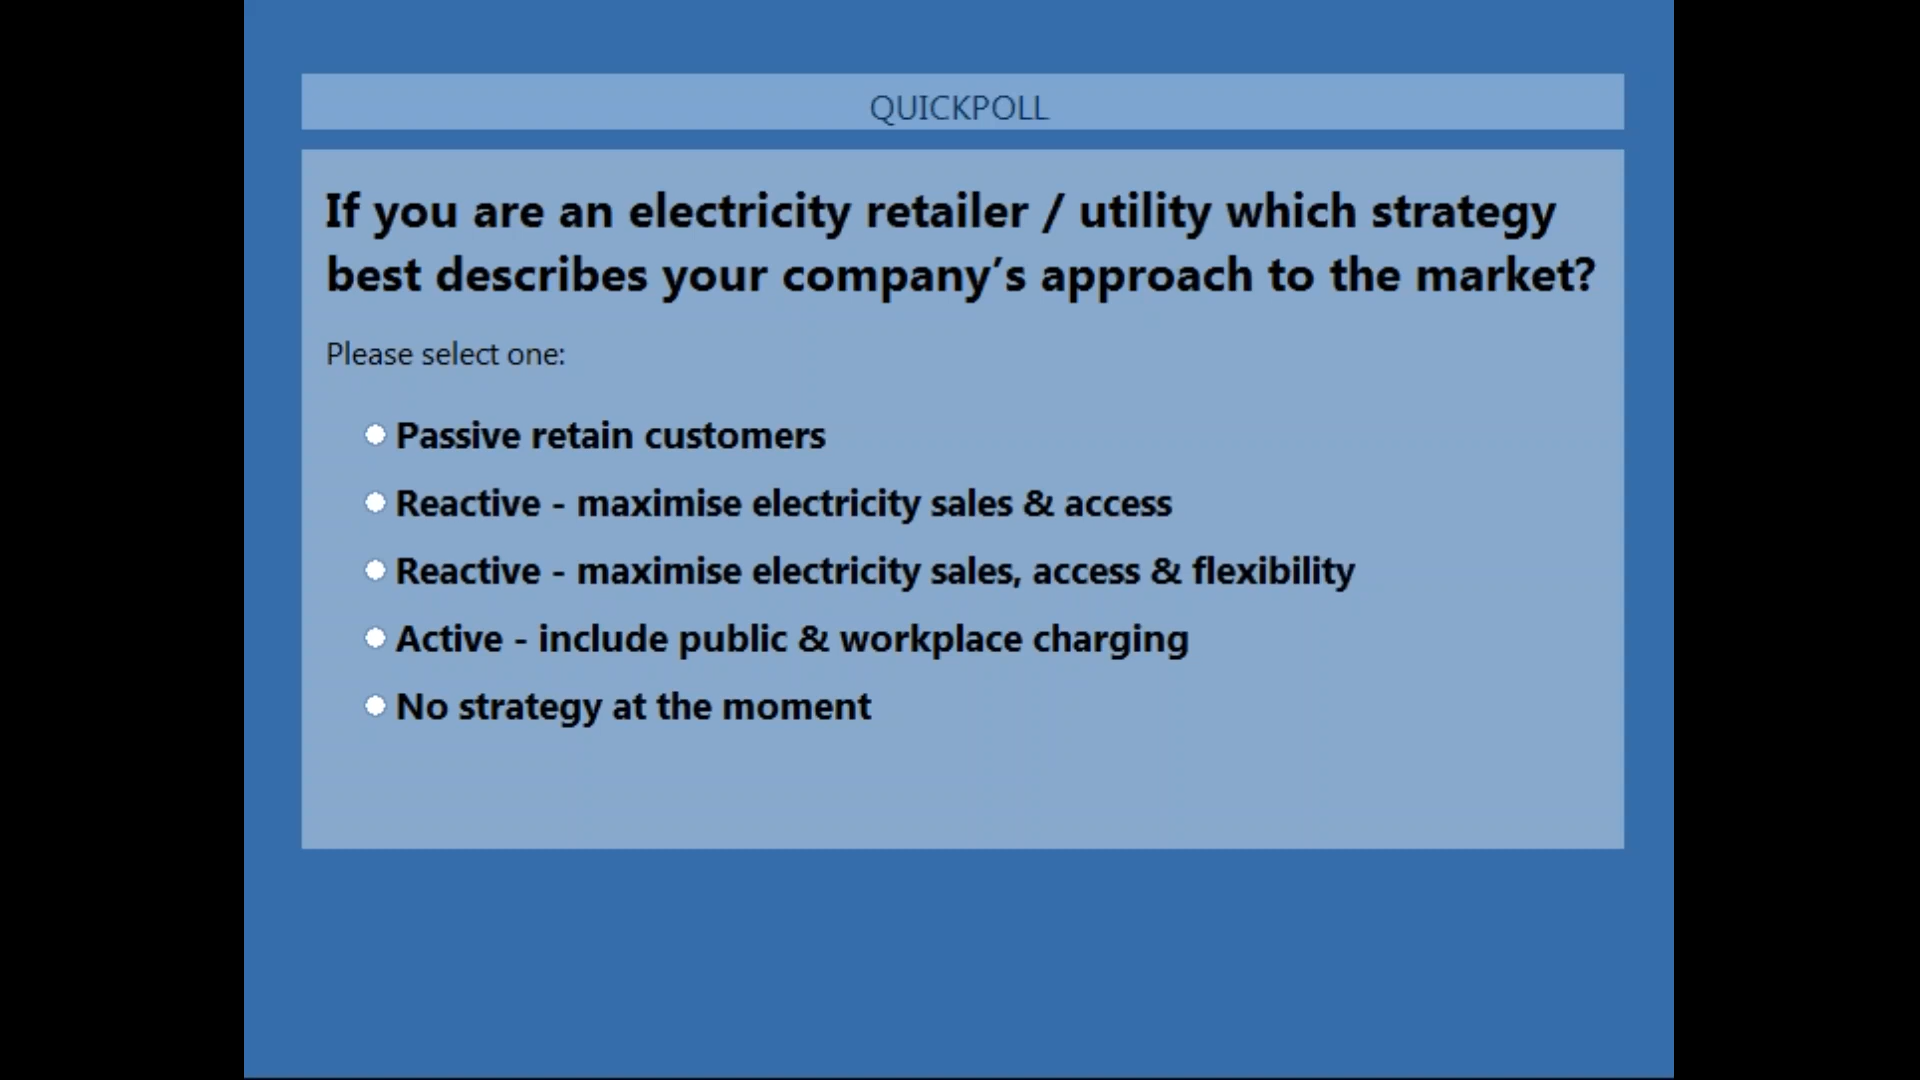 QUICKPOLL
If you are an electricity retailer / utility which strategy
best describes your company’s approach to the market?
Please select one:
Passive retain customers
Reactive - maximise electricity sales & access
Reactive - maximise electricity sales, access & flexibility
Active - include public & workplace charging
No strategy at the moment